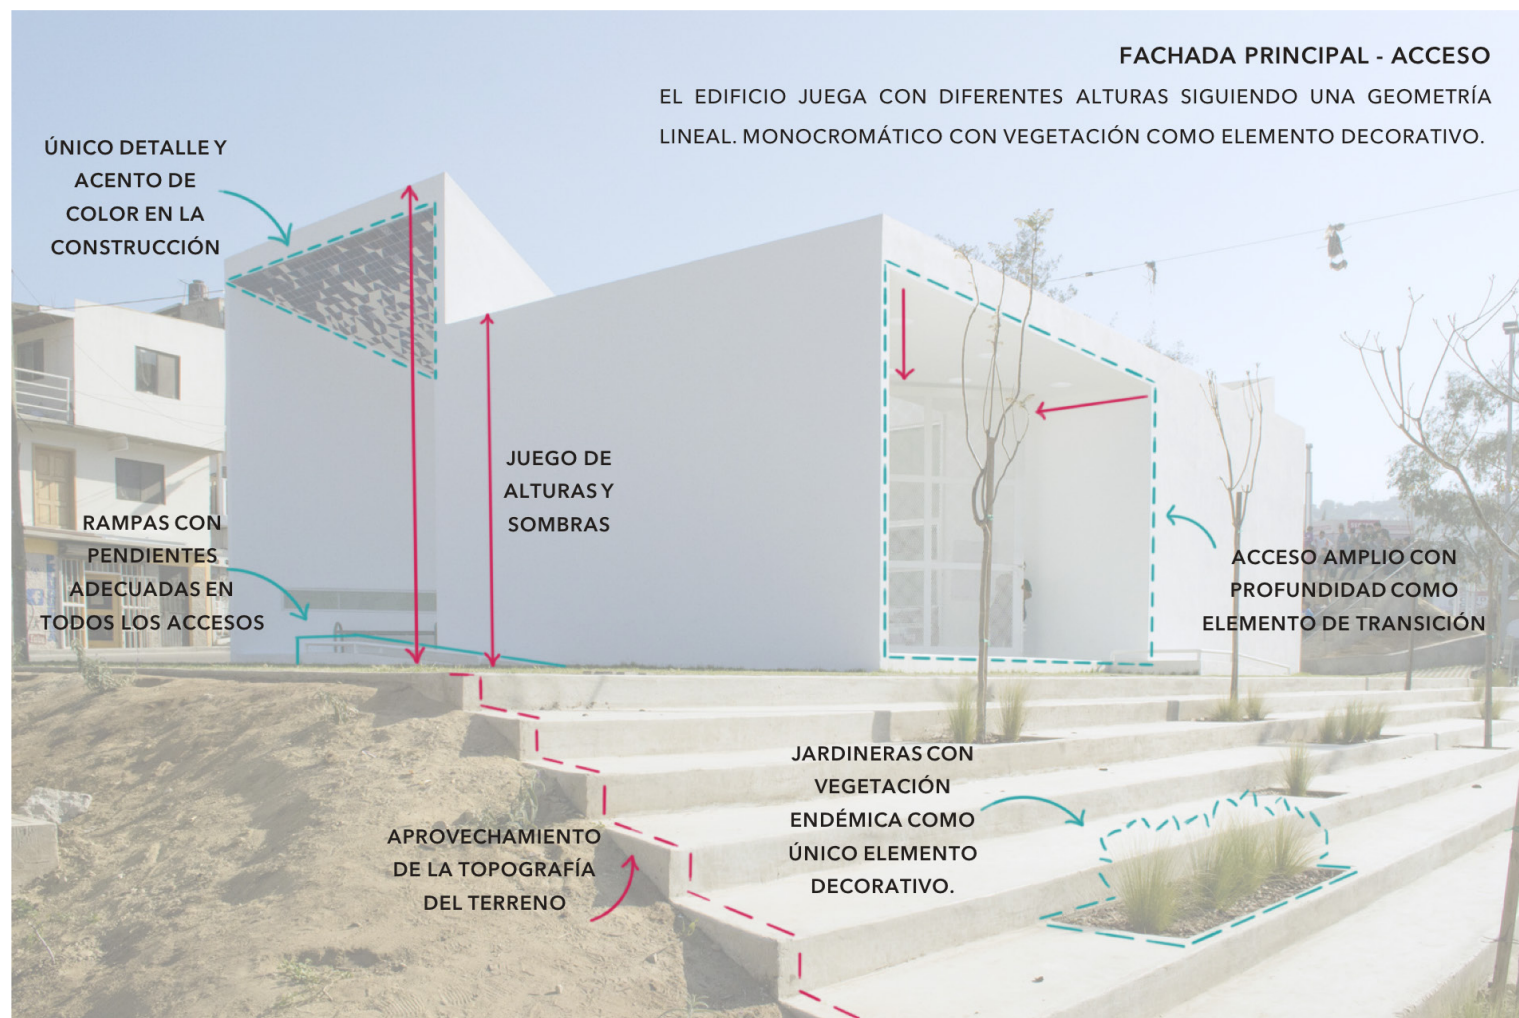 FACHADA PRINCIPAL - ACCESO
EL EDIFICIO JUEGA CON DIFERENTES ALTURAS SIGUIENDO UNA GEOMETRÍA
LINEAL. MONOCROMÁTICO CON VEGETACIÓN COMO ELEMENTO DECORATIVO.
ÚNICO DETALLE Y
ACENTO DE
COLOR EN LA
CONSTRUCCIÓN
JUEGO DE
ALTURAS Y
SOMBRAS
RAMPAS CON
PENDIENTES
ADECUADAS EN
TODOS LOS ACCESOS
ACCESO AMPLIO CON
PROFUNDIDAD COMO
ELEMENTO DE TRANSICIÓN
JARDINERAS CON
VEGETACIÓN
ENDÉMICA COMO
ÚNICO ELEMENTO
DECORATIVO.
APROVECHAMIENTO
DE LA TOPOGRAFÍA
DEL TERRENO